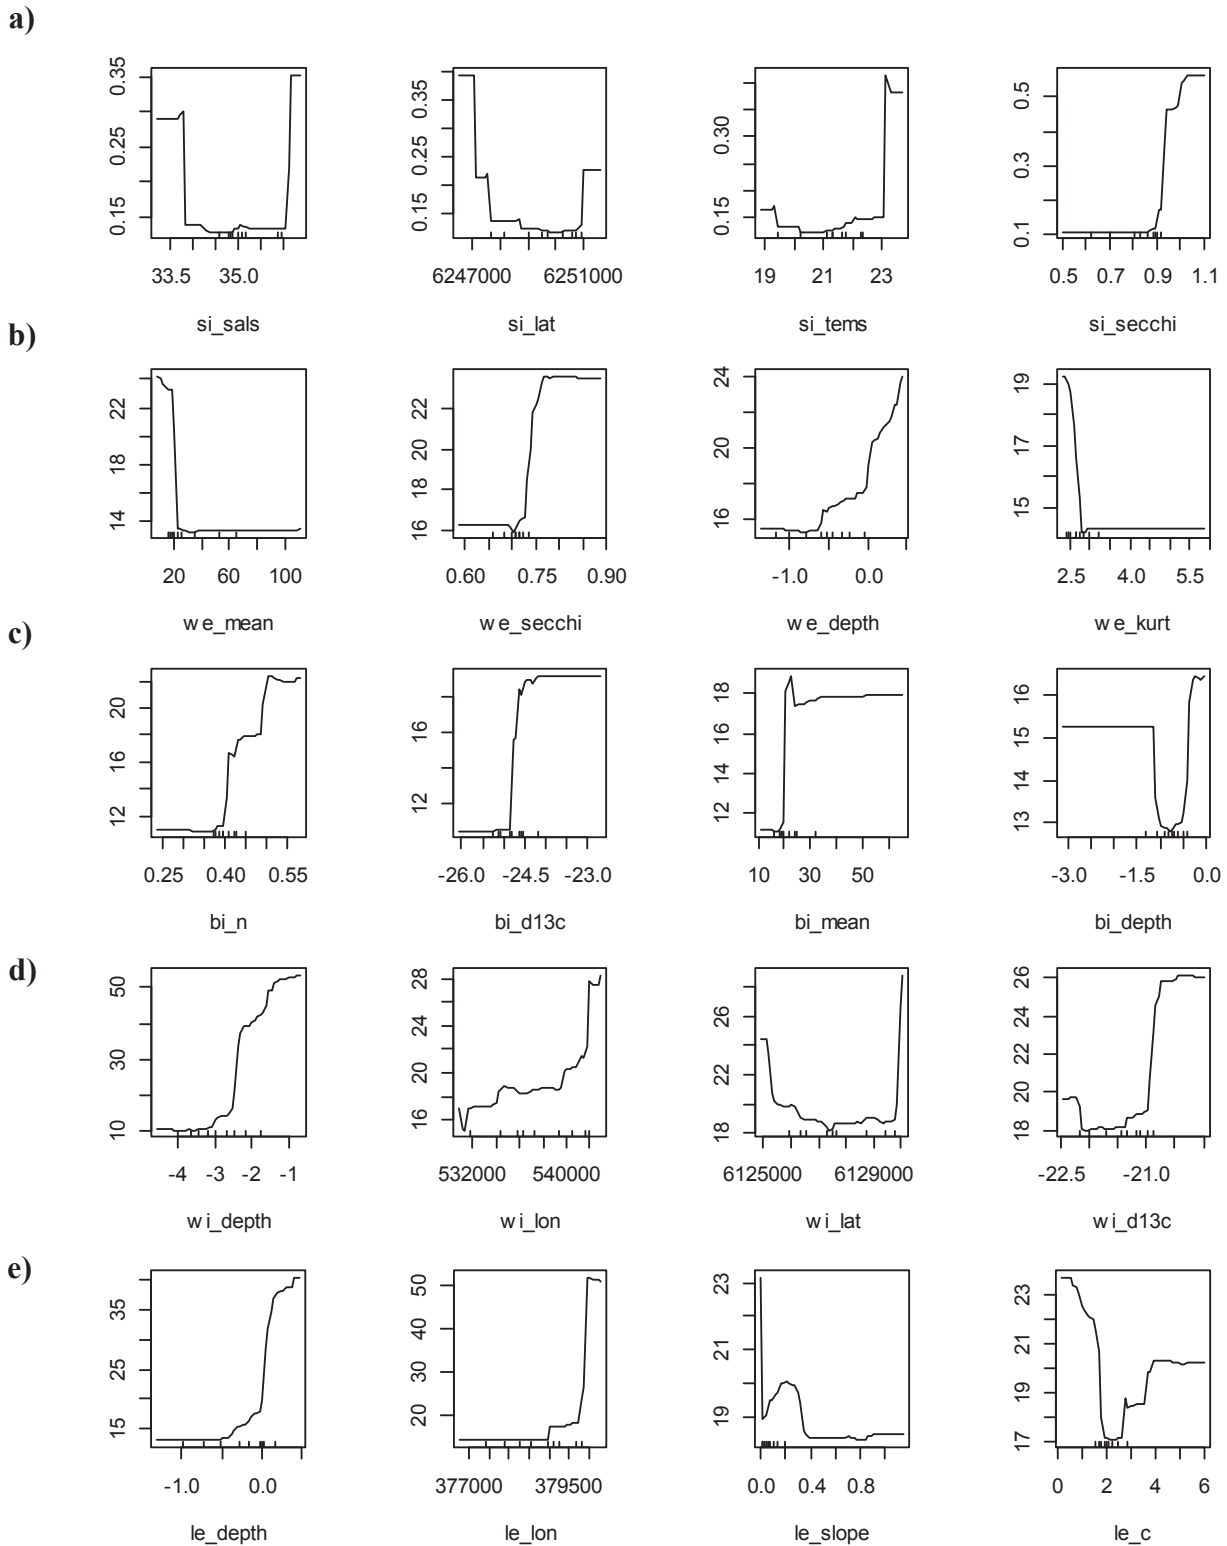 a)
0.15 0.25 0.35
33.5 35.0
si_sals
0.15 0.25 0.35
6247000 6251000
si_lat
0.15 0.30
19 21 23
si_tems
0.1 0.3 0.5
0.5 0.7 0.9 1.1
si_secchi
b)
14 18 22
20 60 100
we_mean
16 18 20 22
0.60 0.75 0.90
we_secchi
16 20 24
-1.0 0.0
we_depth
15 17 19
2.5 4.0 5.5
we_kurt
c)
12 16 20
0.25 0.40 0.55
bi_n
12 16
-26.0 -24.5 -23.0
bi_d13c
12 14 16 18
10 30 50
bi_mean
13 14 15 16
-3.0 -1.5 0.0
bi_depth
d)
10 30 50
-4 -3 -2 -1
wi_depth
16 20 24 28
532000 540000
wi_lon
18 22 26
6125000 6129000
wi_lat
18 20 22 24 26
-22.5 -21.0
wi_d13c
e)
15 25 35
-1.0 0.0
le_depth
20 30 40 50
377000 379500
le_lon
19 21 23
0.0 0.4 0.8
le_slope
17 19 21 23
0 2 4 6
le_c